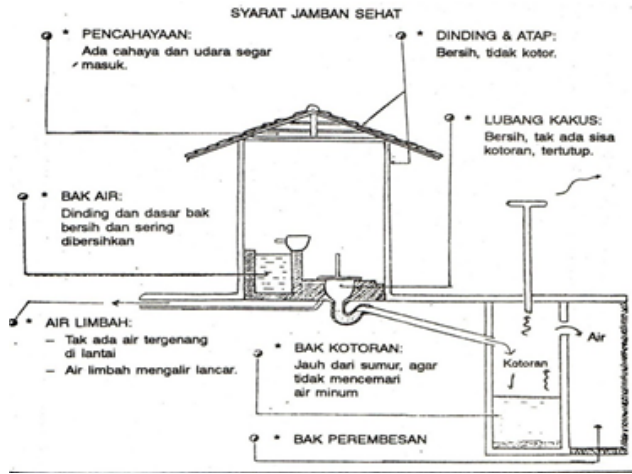 SYARAT JAMBAN SEHAT
* PENCAHAYAAN:
Ada cahaya dan udara segar
masuk.
* DINDING & ATAP:
Bersih, tidak kotor.
* LUBANG KAKUS:
Bersih, tak ada sisa
kotoran, tertutup.
* BAK AIR:
Dinding dan dasar bak
bersih dan sering
dibersihkan
* AIR LIMBAH:
– Tak ada air tergenang
di lantai
– Air limbah mengalir lancar.
* BAK KOTORAN:
Jauh dari sumur, agar
tidak mencemari
air minum
Kotoran
Air
* BAK PEREMBESAN